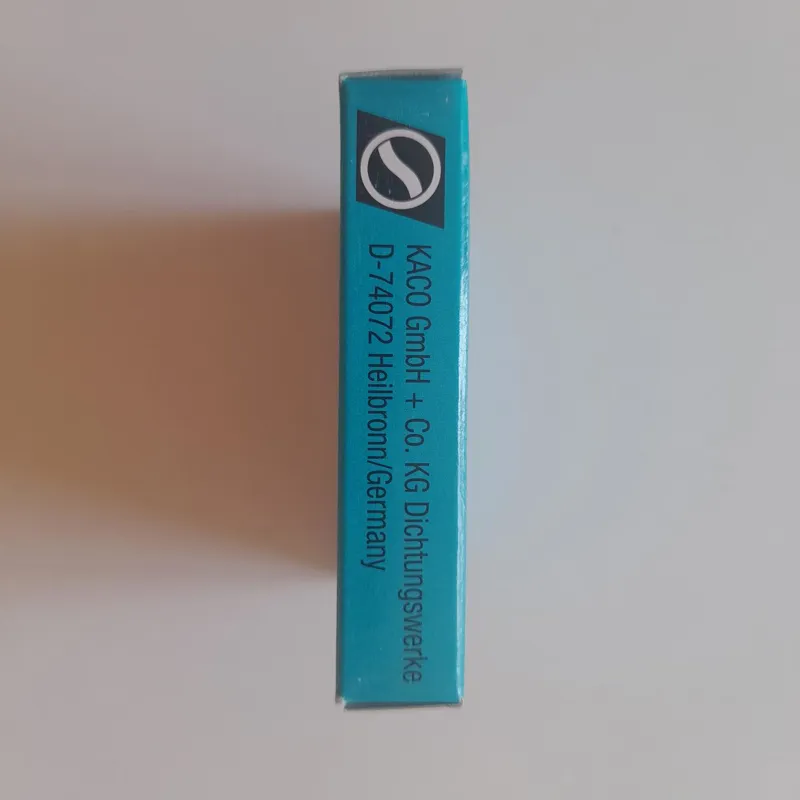 KACO GmbH + Co. KG Dichtungswerke
D-74072 Heilbronn/Germany